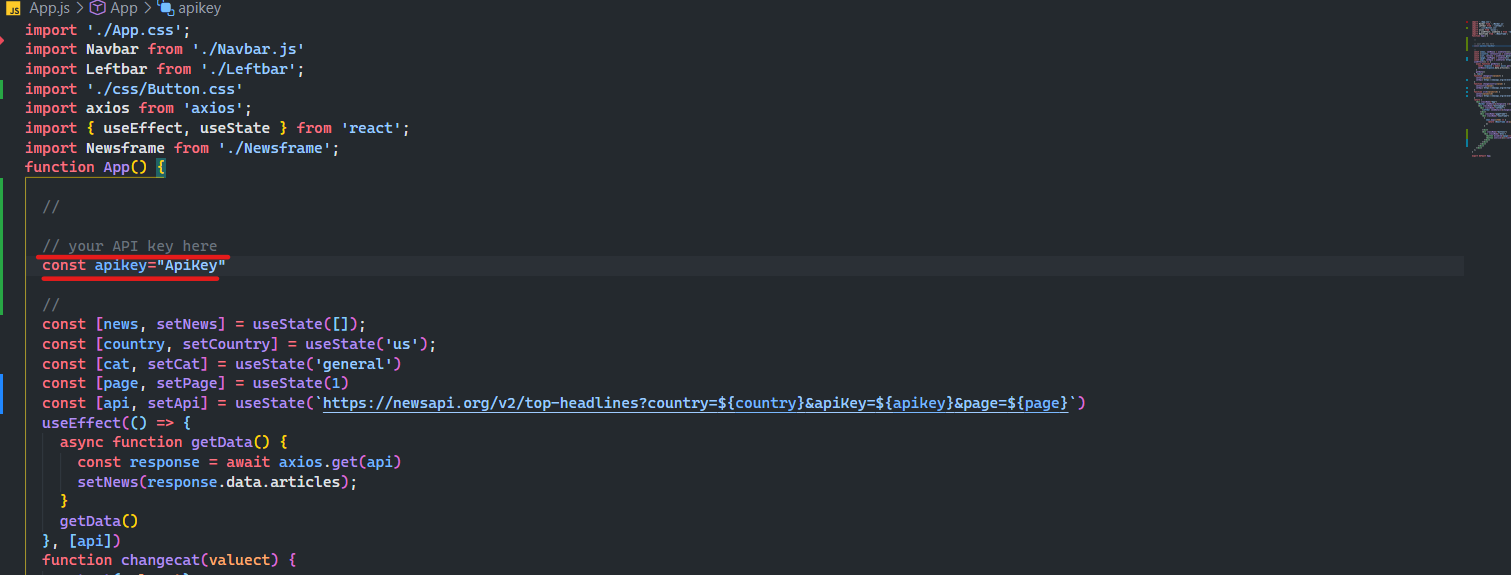 JS App.js > App > apikey
import './App.css';
import Navbar from './Navbar.js'
import Leftbar from './Leftbar';
import './css/Button.css'
import axios from 'axios';
import { useEffect, useState } from 'react';
import Newsframe from './Newsframe';
function App() {
//
// your API key here
const apikey="ApiKey"
//
const [news, setNews] = useState([]);
const [country, setCountry] = useState('us');
const [cat, setCat] = useState('general')
const [page, setPage] = useState(1)
const [api, setApi] = useState(`https://newsapi.org/v2/top-headlines?country=${country}&apiKey=${apikey}&page=${page}`)
useEffect(() => {
async function getData() {
const response = await axios.get(api)
setNews(response.data.articles);
}
getData()
}, [api])
function changecat(valuect) {